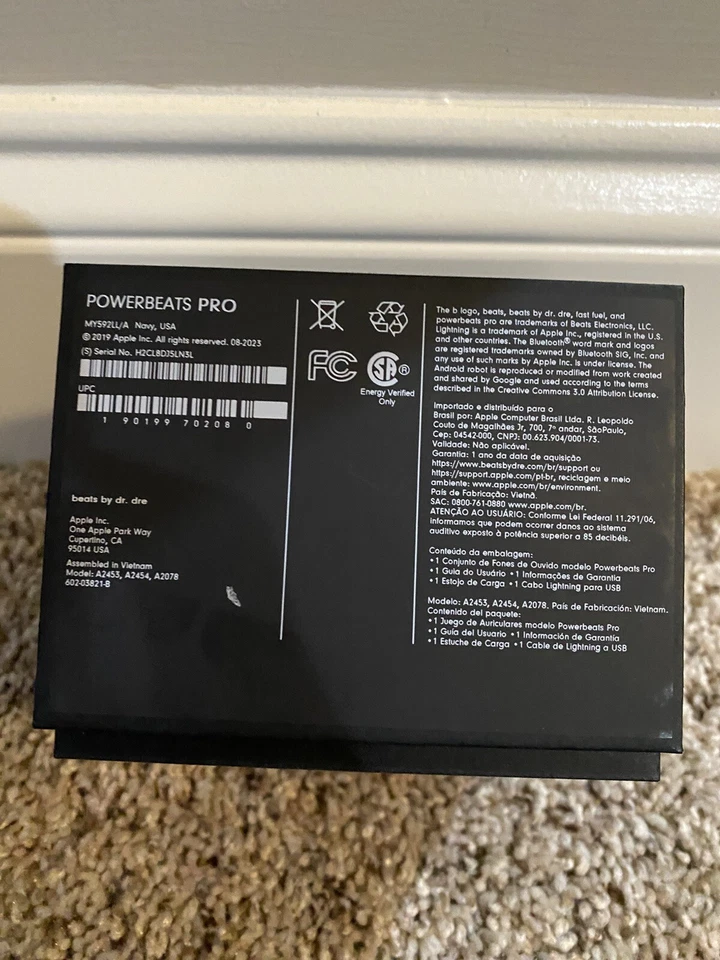 POWERBEATS PRO
MY592LL/A Navy, USA
©2019 Apple Inc. All rights reserved. 08-2023
(S) Serial No. H2CL8DJ5LN3L
UPC
1 90199 70208 0
beats by dr. dre
Apple Inc.
One Apple Park Way
Cupertino, CA
95014 USA
Assembled in Vietnam
Model: A2453, A2454, A2078
602-03821-B
FC
SA®
Energy Verified
Only
The b logo, beats, beats by dr. dre, fast fuel, and
powerbeats pro are trademarks of Beats Electronics, LLC.
Lightning is a trademark of Apple Inc., registered in the U.S.
and other countries. The Bluetooth® word mark and logos
are registered trademarks owned by Bluetooth SIG, Inc. and
any use of such marks by Apple Inc. is under license. The
Android robot is reproduced or modified from work created
and shared by Google and used according to the terms
described in the Creative Commons 3.0 Attribution License.
Importado e distribuído para o
Brasil por: Apple Computer Brasil Ltda. R. Leopoldo
Couto de Magalhães Jr, 700, 7º andar, SãoPaulo,
Cep: 04542-000, CNPJ: 00.623.904/0001-73.
Validade: Não aplicável.
Garantia: 1 ano da data de aquisição
https://www.beatsbydre.com/br/support ou
https://support.apple.com/pt-br, reciclagem e meio
ambiente: www.apple.com/br/environment.
País de Fabricação: Vietnã.
SAC: 0800-761-0880 www.apple.com/br.
ATENÇÃO AO USUÁRIO: Conforme Lei Federal 11.291/06,
informamos que podem ocorrer danos ao sistema
auditivo exposto à potência superior a 85 decibéis.
Conteúdo da embalagem:
• 1 Conjunto de Fones de Ouvido modelo Powerbeats Pro
• 1 Guia do Usuário • 1 Informações de Garantia
• 1 Estojo de Carga • 1 Cabo Lightning para USB
Modelo: A2453, A2454, A2078. País de Fabricación: Vietnam.
Contenido del paquete:
• 1 Juego de Auriculares modelo Powerbeats Pro
• 1 Guía del Usuario • 1 Información de Garantía
• 1 Estuche de Carga • 1 Cable de Lightning a USB